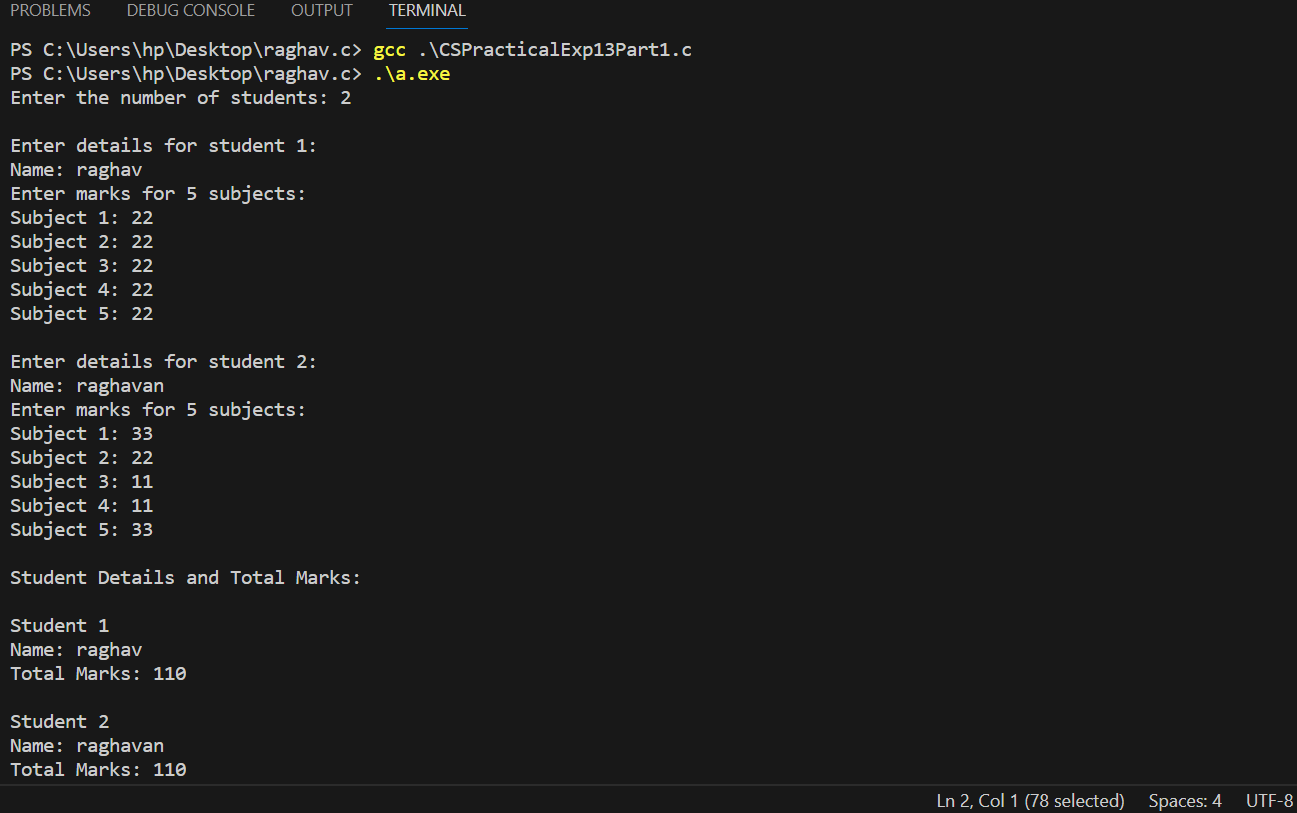 PROBLEMS DEBUG CONSOLE OUTPUT TERMINAL
PS C:\Users\hp\Desktop\raghav.c> gcc .\CSPracticalExp13Part1.c
PS C:\Users\hp\Desktop\raghav.c> .\a.exe
Enter the number of students: 2
Enter details for student 1:
Name: raghav
Enter marks for 5 subjects:
Subject 1: 22
Subject 2: 22
Subject 3: 22
Subject 4: 22
Subject 5: 22
Enter details for student 2:
Name: raghavan
Enter marks for 5 subjects:
Subject 1: 33
Subject 2: 22
Subject 3: 11
Subject 4: 11
Subject 5: 33
Student Details and Total Marks:
Student 1
Name: raghav
Total Marks: 110
Student 2
Name: raghavan
Total Marks: 110
Ln 2, Col 1 (78 selected) Spaces: 4 UTF-8